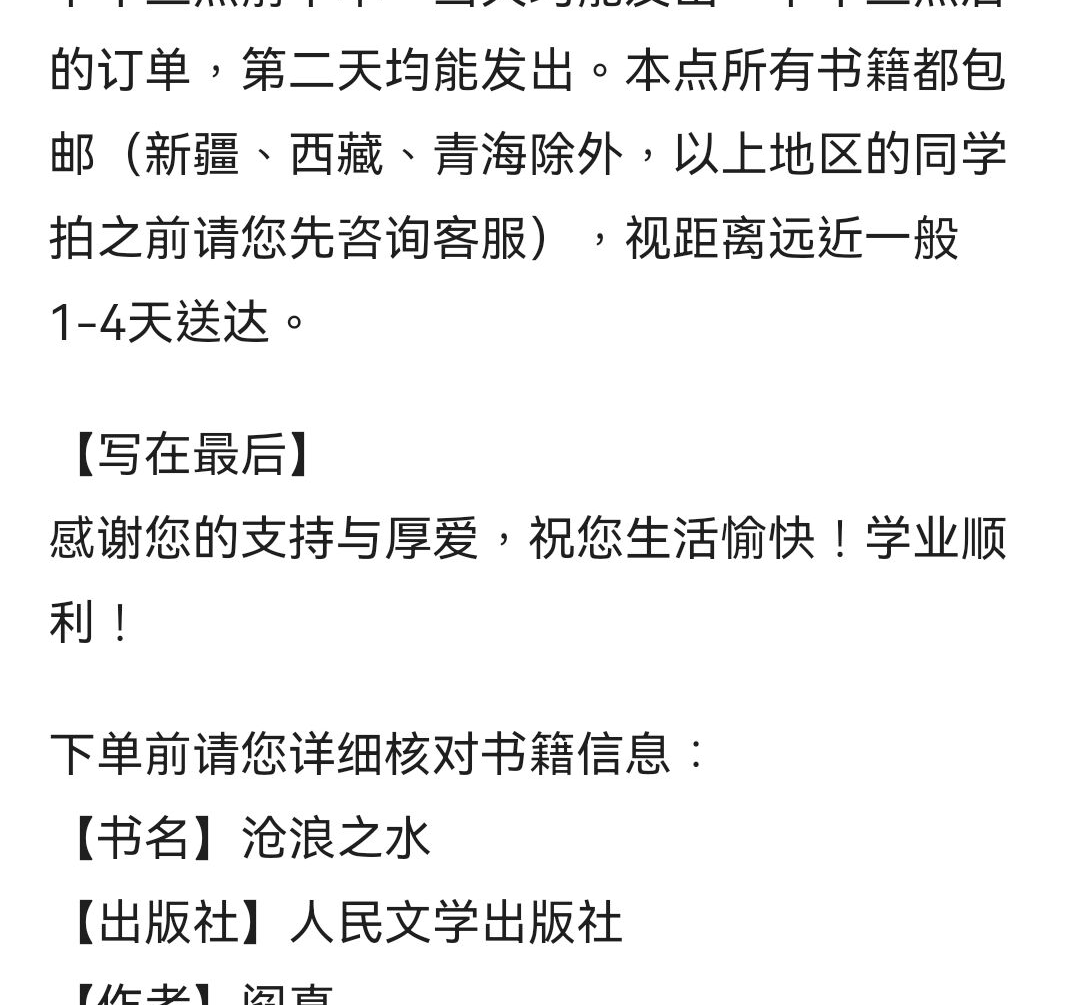 的订单，第二天均能发出。本点所有书籍都包
邮（新疆、西藏、青海除外，以上地区的同学
拍之前请您先咨询客服），视距离远近一般
1-4天送达。
【写在最后】
感谢您的支持与厚爱，祝您生活愉快！学业顺
利！
下单前请您详细核对书籍信息：
【书名】沧浪之水
【出版社】人民文学出版社
【作者】阎真